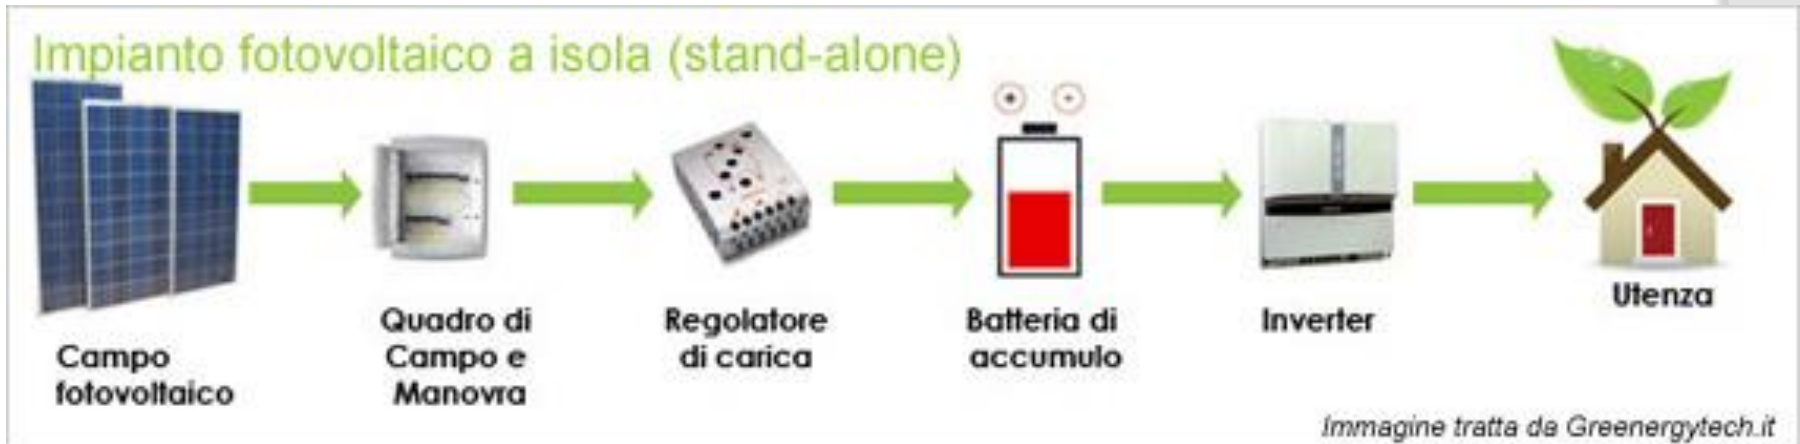 Impianto fotovoltaico a isola (stand-alone)
Campo
fotovoltaico
Quadro di
Campo e
Manovra
Regolatore
di carica
Batteria di
accumulo
Inverter
Utenza
Immagine tratta da Greenergytech.it